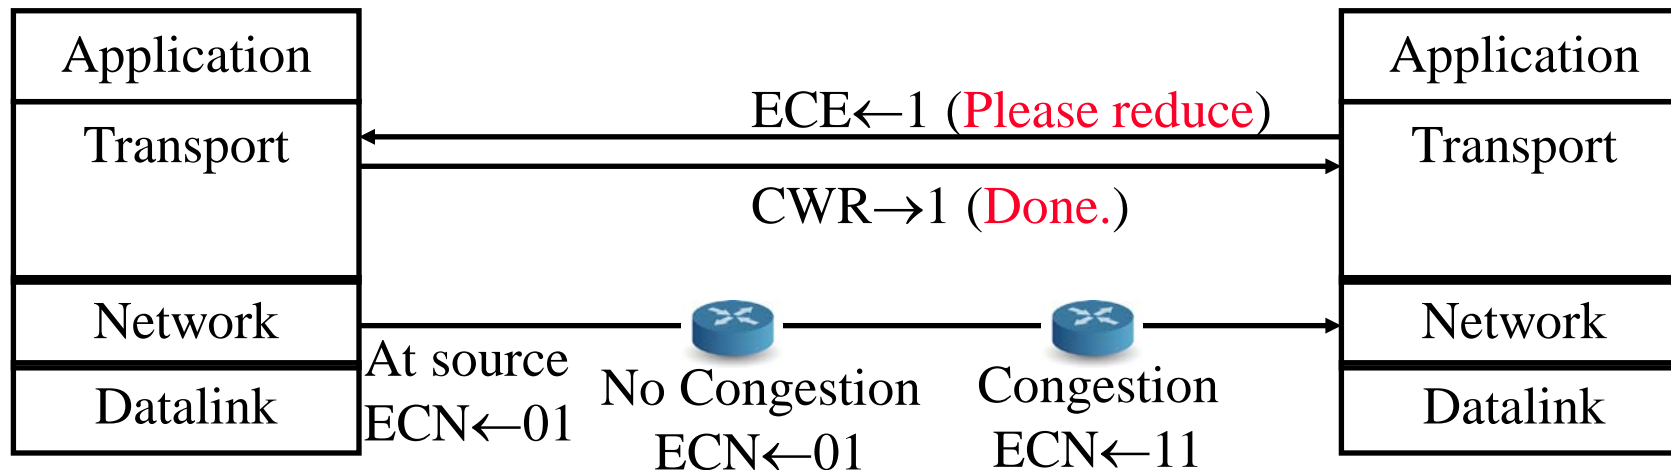 Application
Transport
Network
Datalink
ECE←1 (Please reduce)
CWR→1 (Done.)
At source
ECN←01
No Congestion
ECN←01
Congestion
ECN←11
Application
Transport
Network
Datalink